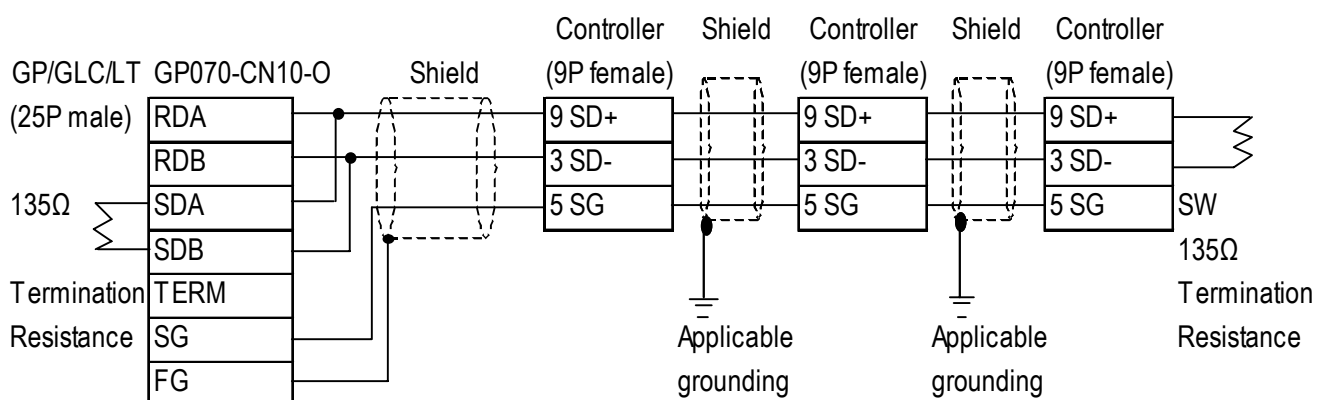 Controller Shield Controller Shield Controller
GP/GLC/LT GP070-CN10-O Shield (9P female) (9P female) (9P female)
(25P male) RDA 9 SD+ 9 SD+ 9 SD+
RDB 3 SD- 3 SD- 3 SD-
135Ω SDA 5 SG 5 SG 5 SG SW
SDB 135Ω
Termination TERM Termination
Resistance SG Applicable Applicable Resistance
FG grounding grounding